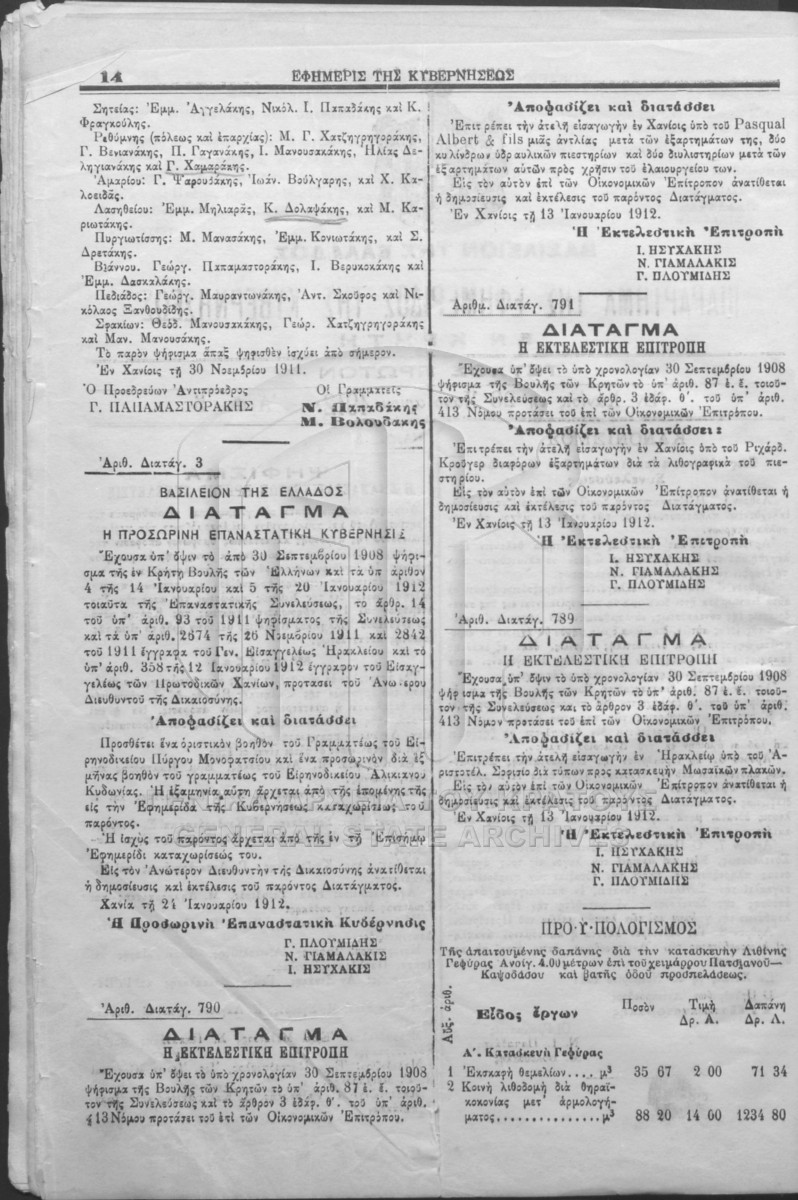 14
ΕΦΗΜΕΡΙΣ ΤΗΣ ΚΥΒΕΡΝΗΣΕΩΣ
Σητείας: Ἐμμ. Ἀγγελάκης, Νικόλ. Ι. Παπαδάκης καὶ Κ.
Φραγκούλης.
Ρεθύμνης (πόλεως καὶ ἐπαρχίας): Μ. Γ. Χατζηγρηγοράκης,
Γ. Βενιανάκης, Π. Γαγανάκης, Ι. Μανουσακάκης, Ἠλίας Δε-
ληγιανάκης καὶ Γ. Χαμαράκης.
Ἀμαρίου: Γ. Ψαρουδάκης, Ἰωάν. Βούλγαρης, καὶ Χ. Κα-
λοειδᾶς.
Λασηθείου: Ἐμμ. Μηλιαρᾶς, Κ. Δολαψάκης, καὶ Μ. Κα-
ριωτάκης.
Πυργιωτίσσης: Μ. Μανασάκης, Ἐμμ. Κονιωτάκης, καὶ Σ.
Δρετάκης.
Βιάννου. Γεώργ. Παπαμαστοράκης, Ι. Βερυκοκάκης καὶ
Ἐμμ. Δασκαλάκης.
Πεδιάδος: Γεώργ. Μαυραντωνάκης, Ἀντ. Σκοῦφος καὶ Νι-
κόλαος Ξανθουδίδης.
Σφακίων: Θεόδ. Μανουσακάκης, Γεώρ. Χατζηγρηγοράκης
καὶ Μαν. Μανουσάκης.
Τὸ παρὸν ψήφισμα ἅπαξ ψηφισθὲν ἰσχύει ἀπὸ σήμερον.
Ἐν Χανίοις τῇ 30 Νοεμβρίου 1911.
Ὁ Προεδρεύων Ἀντιπρόεδρος Οἱ Γραμματεῖς
Γ. ΠΑΠΑΜΑΣΤΟΡΑΚΗΣ Ν. Παπαδάκης
Μ. Βολουδακης
Ἀριθ. Διατάγ. 3
ΒΑΣΙΛΕΙΟΝ ΤΗΣ ΕΛΛΑΔΟΣ
ΔΙΑΤΑΓΜΑ
Η ΠΡΟΣΩΡΙΝΗ ΕΠΑΝΑΣΤΑΤΙΚΗ ΚΥΒΕΡΝΗΣΙΣ
Ἔχουσα ὑπ' ὄψιν τὸ ἀπὸ 30 Σεπτεμβρίου 1908 ψήφι-
σμα τῆς ἐν Κρήτῃ Βουλῆς τῶν Ἑλλήνων καὶ τὰ ὑπ ἀριθὸν
4 τῆς 14 Ἰανουαρίου καὶ 5 τῆς 20 Ἰανουαρίου 1912
τοιαῦτα τῆς Ἐπαναστατικῆς Συνελεύσεως, τὸ ἄρθρ. 14
τοῦ ὑπ' ἀριθ. 93 τοῦ 1911 ψηφίσματος τῆς Συνελεύσεως
καὶ τὰ ὑπ' ἀριθ. 2674 τῆς 26 Νοεμβρίου 1911 καὶ 2842
τοῦ 1911 ἔγγραφα τοῦ Γεν. Εἰσαγγελέως Ἡρακλείου καὶ τὸ
ὑπ' ἀριθ. 358 τῆς 12 Ἰανουαρίου 1912 ἔγγραφον τοῦ Εἰσαγ-
γελέως τῶν Πρωτοδικῶν Χανίων, προτάσει τοῦ Ἀνωτέρου
Διευθυντοῦ τῆς Δικαιοσύνης.
Ἀποφασίζει καὶ διατάσσει
Προσθέτει ἕνα ὁριστικὸν βοηθὸν τοῦ Γραμματέως τοῦ Εἰ-
ρηνοδικείου Πύργου Μονοφατσίου καὶ ἕνα προσωρινὸν διὰ ἓξ
μῆνας βοηθὸν τοῦ γραμματέως τοῦ Εἰρηνοδικείου Ἀλικιανοῦ
Κυδωνίας. Ἡ ἑξαμηνία αὕτη ἄρχεται ἀπὸ τῆς ἑπομένης τῆς
εἰς τὴν Ἐφημερίδα τῆς Κυβερνήσεως καταχωρίσεως τοῦ
παρόντος.
Ἡ ἰσχὺς τοῦ παρόντος ἄρχεται ἀπὸ τῆς ἐν τῇ Ἐπισήμῳ
Ἐφημερίδι καταχωρίσεώς του.
Εἰς τὸν Ἀνώτερον Διευθυντὴν τῆς Δικαιοσύνης ἀνατίθεται
ἡ δημοσίευσις καὶ ἐκτέλεσις τοῦ παρόντος Διατάγματος.
Χανία τῇ 24 Ἰανουαρίου 1912.
Ἡ Προσωρινὴ Ἐπαναστατικὴ Κυβέρνησις
Γ. ΠΛΟΥΜΙΔΗΣ
Ν. ΓΙΑΜΑΛΑΚΙΣ
Ι. ΗΣΥΧΑΚΙΣ
Ἀριθ. Διατάγ. 790
ΔΙΑΤΑΓΜΑ
Η ΕΚΤΕΛΕΣΤΙΚΗ ΕΠΙΤΡΟΠΗ
Ἔχουσα ὑπ' ὄψει τὸ ὑπὸ χρονολογίαν 30 Σεπτεμβρίου 1908
ψήφισμα τῆς Βουλῆς τῶν Κρητῶν τὸ ὑπ' ἀριθ. 87 ἐ. ἔ. τοιοῦ-
τον τῆς Συνελεύσεως καὶ τὸ ἄρθρον 3 ἐδάφ. θ'. τοῦ ὑπ' ἀριθ.
413 Νόμου προτάσει τοῦ ἐπὶ τῶν Οἰκονομικῶν Ἐπιτρόπου.
Ἀποφασίζει καὶ διατάσσει
Ἐπιτρέπει τὴν ἀτελῆ εἰσαγωγὴν ἐν Χανίοις ὑπὸ τοῦ Pasqual
Albert & fils μιᾶς ἀντλίας μετὰ τῶν ἐξαρτημάτων της, δύο
κυλίνδρων ὑδραυλικῶν πιεστηρίων καὶ δύο διυλιστηρίων μετὰ τῶν
ἐξαρτημάτων αὐτῶν πρὸς χρῆσιν τοῦ ἐλαιουργείου των.
Εἰς τὸν αὐτὸν ἐπὶ τῶν Οἰκονομικῶν Ἐπίτροπον ἀνατίθεται
ἡ δημοσίευσις καὶ ἐκτέλεσις τοῦ παρόντος Διατάγματος.
Ἐν Χανίοις τῇ 13 Ἰανουαρίου 1912.
Ἡ Ἐκτελεστικὴ Ἐπιτροπὴ
Ι. ΗΣΥΧΑΚΗΣ
Ν. ΓΙΑΜΑΛΑΚΙΣ
Γ. ΠΛΟΥΜΙΔΗΣ
Ἀριθμ. Διατάγ. 791
ΔΙΑΤΑΓΜΑ
Η ΕΚΤΕΛΕΣΤΙΚΗ ΕΠΙΤΡΟΠΗ
Ἔχουσα ὑπ' ὄψει τὸ ὑπὸ χρονολογίαν 30 Σεπτεμβρίου 1908
ψήφισμα τῆς Βουλῆς τῶν Κρητῶν τὸ ὑπ' ἀριθ. 87 ἐ. ἔ. τοιοῦ-
τον τῆς Συνελεύσεως καὶ τὸ ἄρθρ. 3 ἐδάφ. θ'. τοῦ ὑπ' ἀριθ.
413 Νόμου προτάσει τοῦ ἐπὶ τῶν Οἰκονομικῶν Ἐπιτρόπου.
Ἀποφασίζει καὶ διατάσσει:
Ἐπιτρέπει τὴν ἀτελῆ εἰσαγωγὴν ἐν Χανίοις ὑπὸ τοῦ Ριχάρδ.
Κροῦγερ διαφόρων ἐξαρτημάτων διὰ τὰ λιθογραφικὰ τοῦ πιε-
στηρίου.
Εἰς τὸν αὐτὸν ἐπὶ τῶν Οἰκονομικῶν Ἐπίτροπον ἀνατίθεται ἡ
δημοσίευσις καὶ ἐκτέλεσις τοῦ παρόντος Διατάγματος.
Ἐν Χανίοις τῇ 13 Ἰανουαρίου 1912.
Ἡ Ἐκτελεστικὴ Ἐπιτροπὴ
Ι. ΗΣΥΧΑΚΗΣ
Ν. ΓΙΑΜΑΛΑΚΗΣ
Γ. ΠΛΟΥΜΙΔΗΣ
Ἀριθ. Διατάγ. 789
ΔΙΑΤΑΓΜΑ
Η ΕΚΤΕΛΕΣΤΙΚΗ ΕΠΙΤΡΟΠΗ
Ἔχουσα ὑπ' ὄψει τὸ ὑπὸ χρονολογίαν 30 Σεπτεμβρίου 1908
ψήφισμα τῆς Βουλῆς τῶν Κρητῶν τὸ ὑπ' ἀριθ. 87 ἐ. ἔ. τοιοῦ-
τον τῆς Συνελεύσεως καὶ τὸ ἄρθρον 3 ἐδάφ. θ'. τοῦ ὑπ' ἀριθ.
413 Νόμον προτάσει τοῦ ἐπὶ τῶν Οἰκονομικῶν Ἐπιτρόπου.
Ἀποφασίζει καὶ διατάσσει
Ἐπιτρέπει τὴν ἀτελῆ εἰσαγωγὴν ἐν Ἡρακλείῳ ὑπὸ τοῦ Ἀ-
ριστοτέλ. Σοφισίο διὰ τύπων πρὸς κατασκευὴν Μωσαϊκῶν πλακῶν.
Εἰς τὸν αὐτὸν ἐπὶ τῶν Οἰκονομικῶν Ἐπίτροπον ἀνατίθεται ἡ
δημοσίευσις καὶ ἐκτέλεσις τοῦ παρόντος Διατάγματος.
Ἐν Χανίοις τῇ 13 Ἰανουαρίου 1912.
Ἡ Ἐκτελεστικὴ Ἐπιτροπὴ
Ι. ΗΣΥΧΑΚΗΣ
Ν. ΓΙΑΜΑΛΑΚΗΣ
Γ. ΠΛΟΥΜΙΔΗΣ
ΠΡΟΫΠΟΛΟΓΙΣΜΟΣ
Τῆς ἀπαιτουμένης δαπάνης διὰ τὴν κατασκευὴν Λιθίνης
Γεφύρας Ἀνοίγ. 4.00 μέτρων ἐπὶ τοῦ χειμάρρου Πατσιανοῦ—
Καψοδάσου καὶ βατῆς ὁδοῦ προσπελάσεως.
Αὔξ. ἀριθ. Εἶδος ἔργων Ποσὸν Τιμὴ Δαπάνη
Δρ. Λ. Δρ. Λ.
Α'. Κατασκευὴ Γεφύρας
1 Ἐκσκαφὴ θεμελίων.... μ³ 35 67 2 00 71 34
2 Κοινὴ λιθοδομὴ διὰ θηραϊ-
κοκονίας μετ' ἁρμολογή-
ματος............... μ³ 88 20 14 00 1234 80
GENERAL STATE ARCHIVES